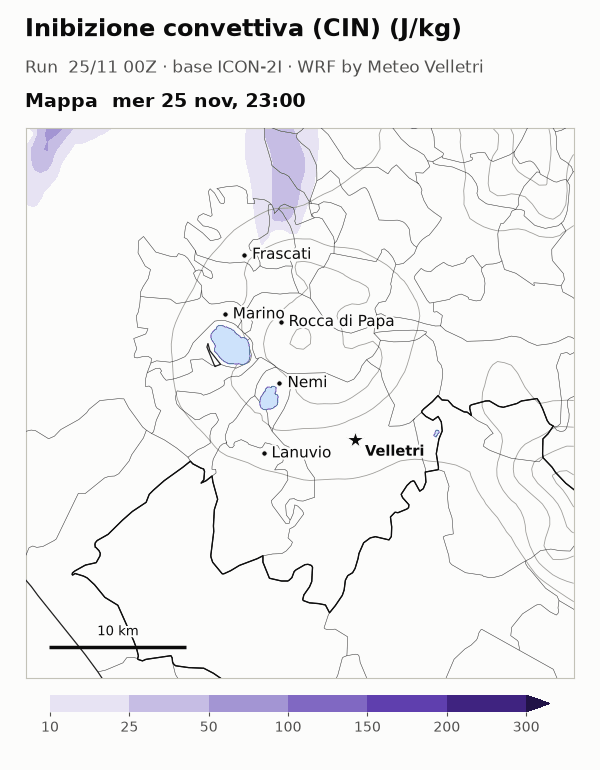 Inibizione convettiva (CIN) (J/kg)
Run  25/11 00Z · base ICON-2I · WRF by Meteo Velletri
Mappa  mer 25 nov, 23:00
Frascati
Marino
Rocca di Papa
Nemi
Velletri
Lanuvio
10 km
10 25 50 100 150 200 300